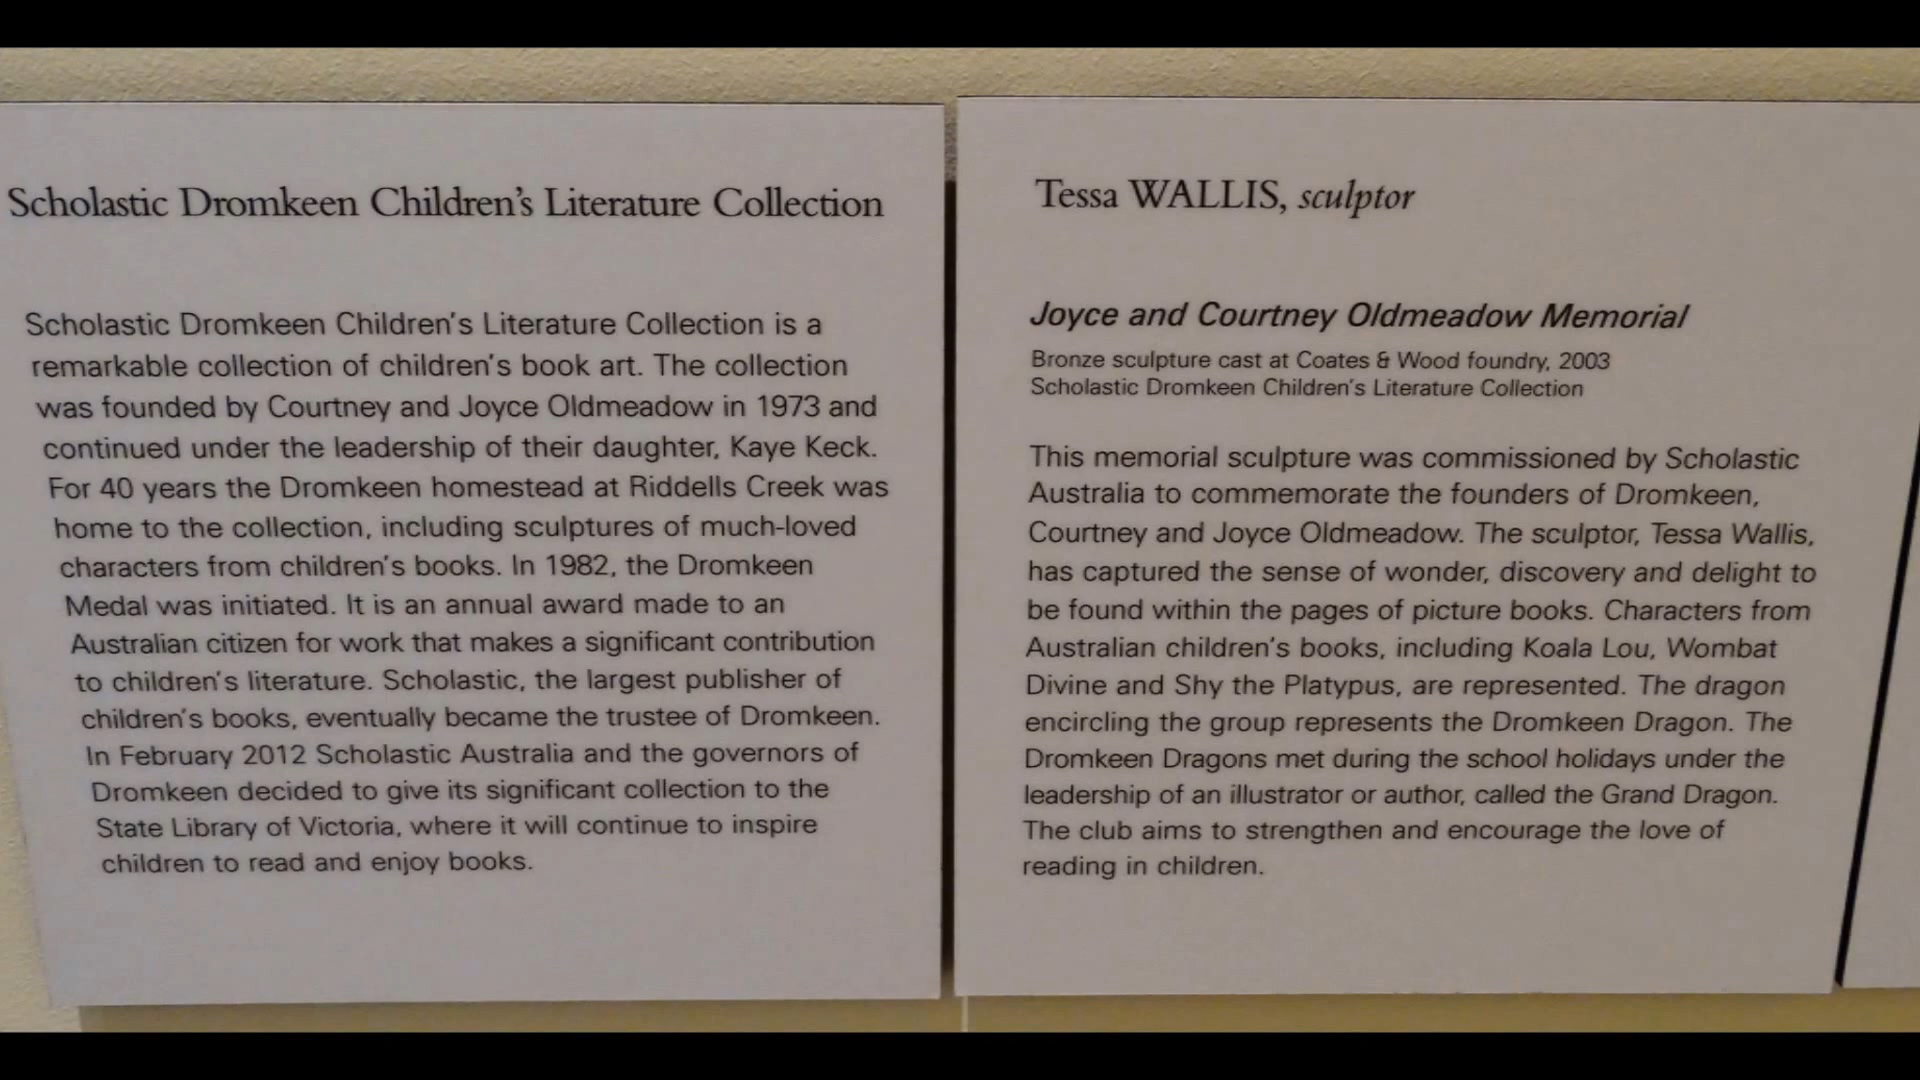 Scholastic Dromkeen Children's Literature Collection
Scholastic Dromkeen Children's Literature Collection is a
remarkable collection of children's book art. The collection
was founded by Courtney and Joyce Oldmeadow in 1973 and
continued under the leadership of their daughter, Kaye Keck.
For 40 years the Dromkeen homestead at Riddells Creek was
home to the collection, including sculptures of much-loved
characters from children's books. In 1982, the Dromkeen
Medal was initiated. It is an annual award made to an
Australian citizen for work that makes a significant contribution
to children's literature. Scholastic, the largest publisher of
children's books, eventually became the trustee of Dromkeen.
In February 2012 Scholastic Australia and the governors of
Dromkeen decided to give its significant collection to the
State Library of Victoria, where it will continue to inspire
children to read and enjoy books.
Tessa WALLIS, sculptor
Joyce and Courtney Oldmeadow Memorial
Bronze sculpture cast at Coates & Wood foundry, 2003
Scholastic Dromkeen Children's Literature Collection
This memorial sculpture was commissioned by Scholastic
Australia to commemorate the founders of Dromkeen,
Courtney and Joyce Oldmeadow. The sculptor, Tessa Wallis,
has captured the sense of wonder, discovery and delight to
be found within the pages of picture books. Characters from
Australian children's books, including Koala Lou, Wombat
Divine and Shy the Platypus, are represented. The dragon
encircling the group represents the Dromkeen Dragon. The
Dromkeen Dragons met during the school holidays under the
leadership of an illustrator or author, called the Grand Dragon.
The club aims to strengthen and encourage the love of
reading in children.